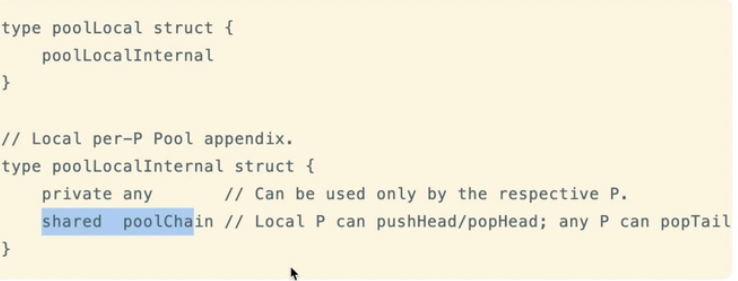 type poolLocal struct {
    poolLocalInternal
}

// Local per-P Pool appendix.
type poolLocalInternal struct {
    private any       // Can be used only by the respective P.
    shared  poolChain // Local P can pushHead/popHead; any P can popTail
}